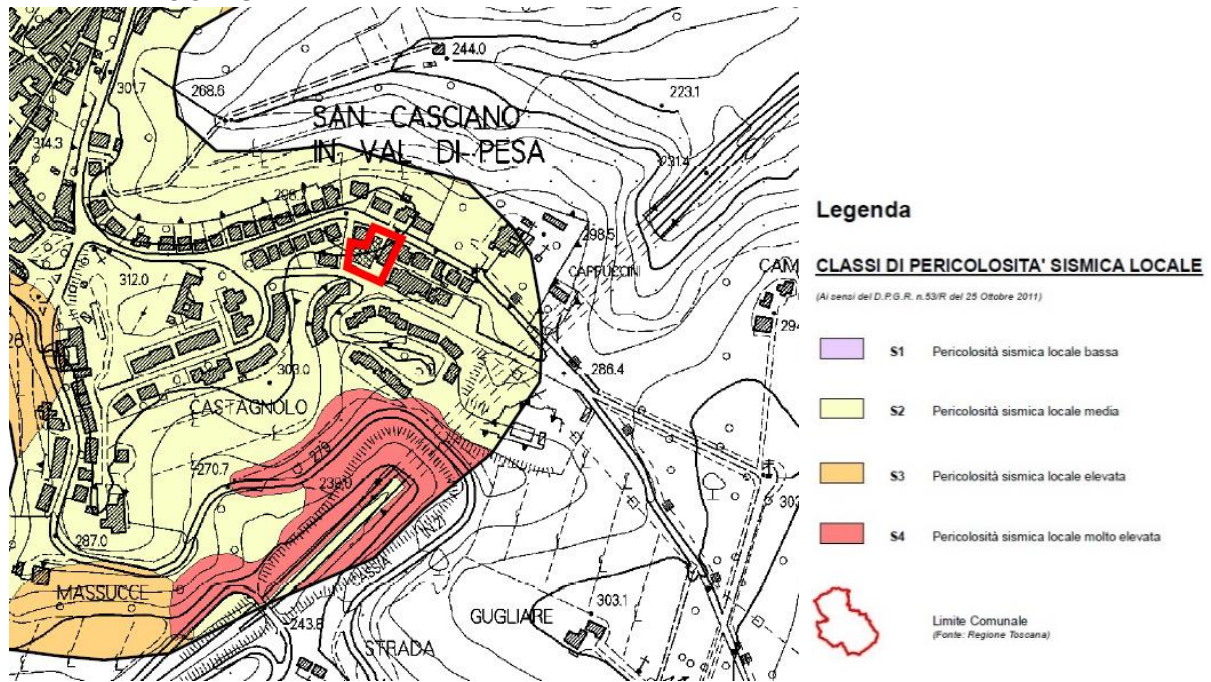 244.0
301.7
268.6
223.1
SAN CASCIANO
IN VAL DI PESA
314.3
231.4
298.5
CAPPUCCINI
312.0
286.4
303.0
CASTAGNOLO
279
270.7
239.0
287.0
CASSIA
MASSUCCE
243.8
GUGLIARE
303.1
STRADA
Legenda
CLASSI DI PERICOLOSITA' SISMICA LOCALE
(Ai sensi del D.P.G.R. n.53/R del 25 Ottobre 2011)
S1 Pericolosità sismica locale bassa
S2 Pericolosità sismica locale media
S3 Pericolosità sismica locale elevata
S4 Pericolosità sismica locale molto elevata
Limite Comunale
(Fonte: Regione Toscana)